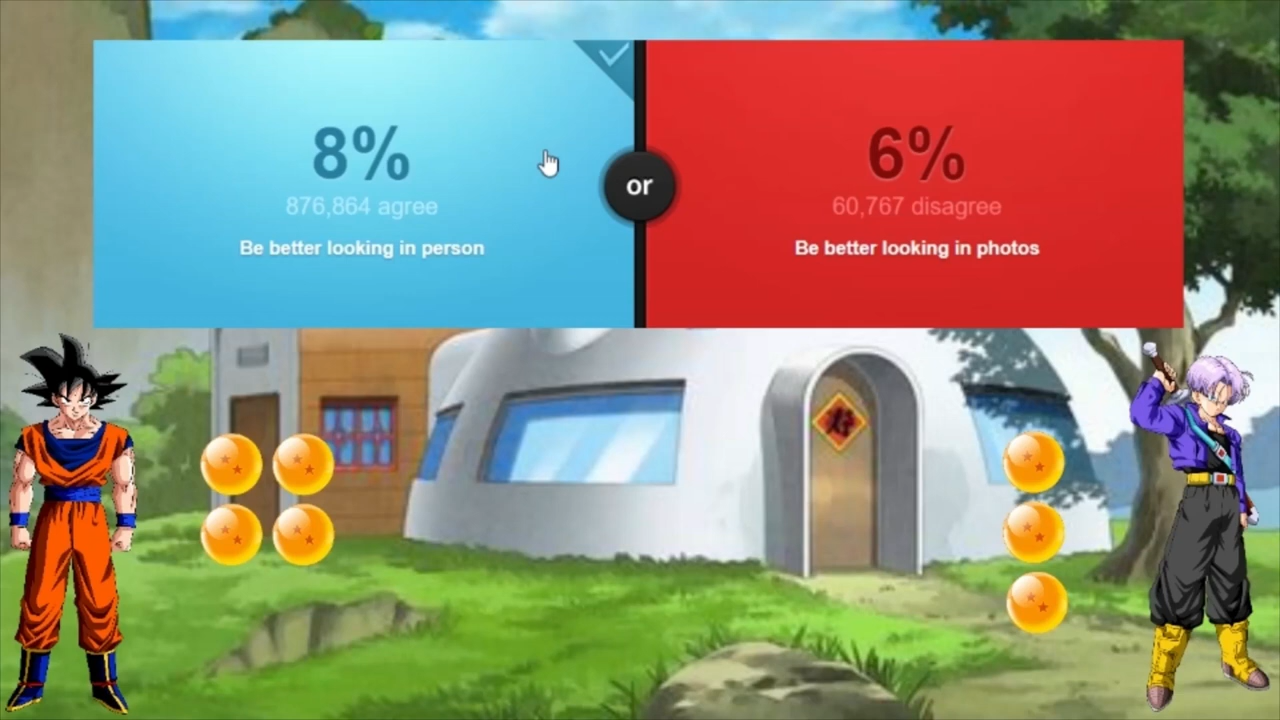 8%
876,864 agree
Be better looking in person
or
6%
60,767 disagree
Be better looking in photos